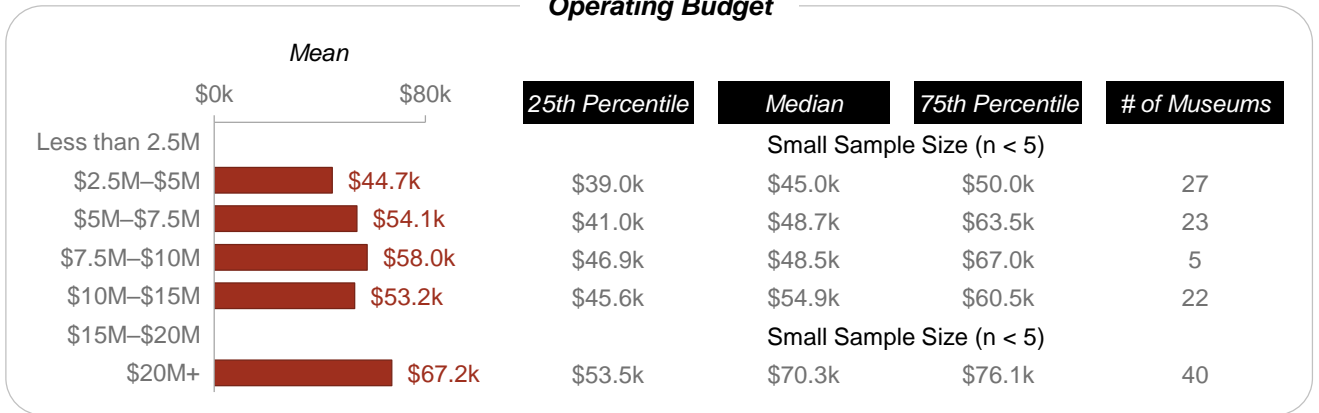 Operating Budget
Mean
$0k $80k 25th Percentile Median 75th Percentile # of Museums
Less than 2.5M Small Sample Size (n < 5)
$2.5M–$5M $44.7k $39.0k $45.0k $50.0k 27
$5M–$7.5M $54.1k $41.0k $48.7k $63.5k 23
$7.5M–$10M $58.0k $46.9k $48.5k $67.0k 5
$10M–$15M $53.2k $45.6k $54.9k $60.5k 22
$15M–$20M Small Sample Size (n < 5)
$20M+ $67.2k $53.5k $70.3k $76.1k 40